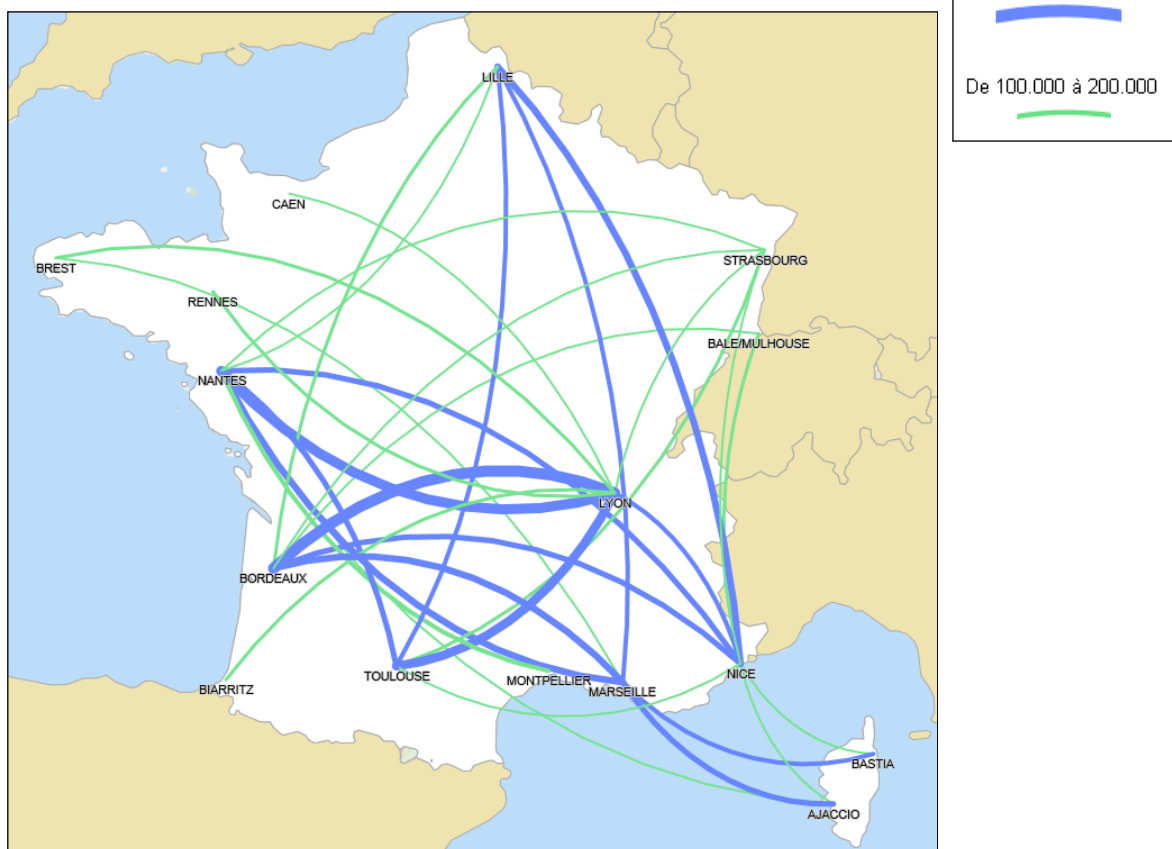 De 100.000 à 200.000
LILLE
CAEN
BREST
STRASBOURG
RENNES
BALE/MULHOUSE
NANTES
LYON
BORDEAUX
TOULOUSE
MONTPELLIER
NICE
BIARRITZ
MARSEILLE
BASTIA
AJACCIO